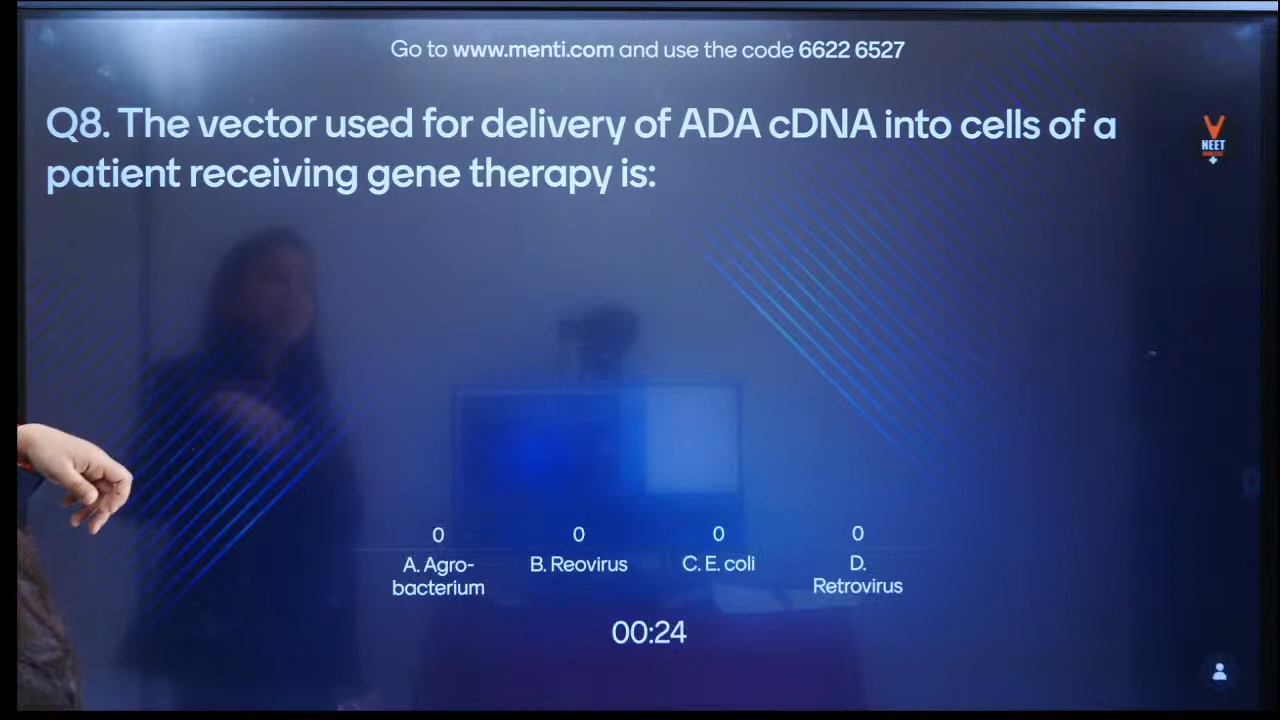 Go to www.menti.com and use the code 6622 6527
Q8. The vector used for delivery of ADA cDNA into cells of a
patient receiving gene therapy is:
V
NEET
0
0
0
0
A. Agro-
bacterium
B. Reovirus
C. E. coli
D.
Retrovirus
00:24